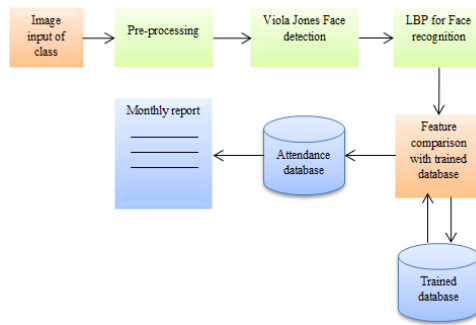 Image
input of
class
Pre-processing
Viola Jones Face
detection
LBP for Face
recognition
Monthly report
Attendance
database
Feature
comparison
with trained
database
Trained
database